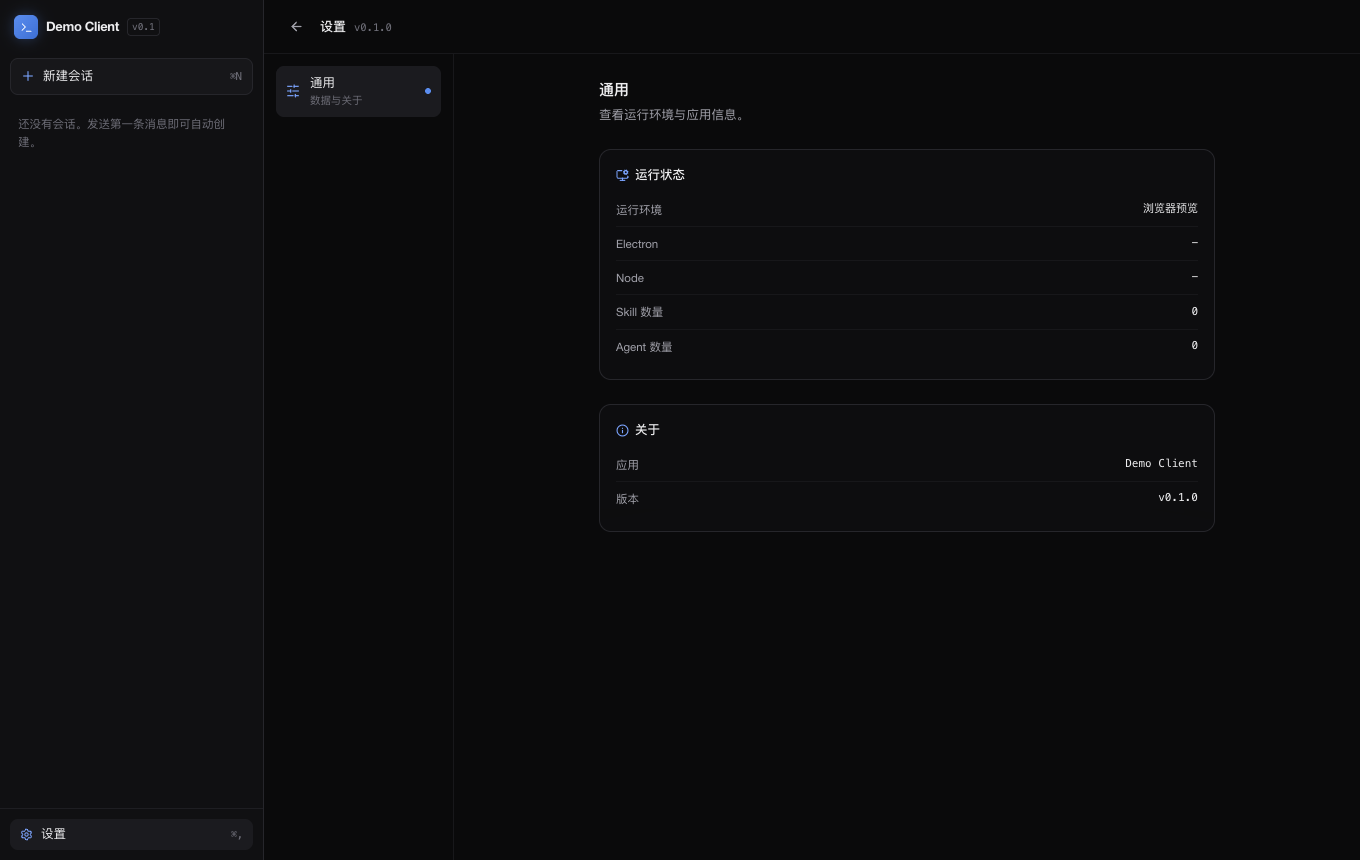 Demo Client v0.1
新建会话 ⌘N
还没有会话。发送第一条消息即可自动创
建。
设置 ⌘,
设置 v0.1.0
通用
数据与关于
通用
查看运行环境与应用信息。
运行状态
运行环境 浏览器预览
Electron —
Node —
Skill 数量 0
Agent 数量 0
关于
应用 Demo Client
版本 v0.1.0